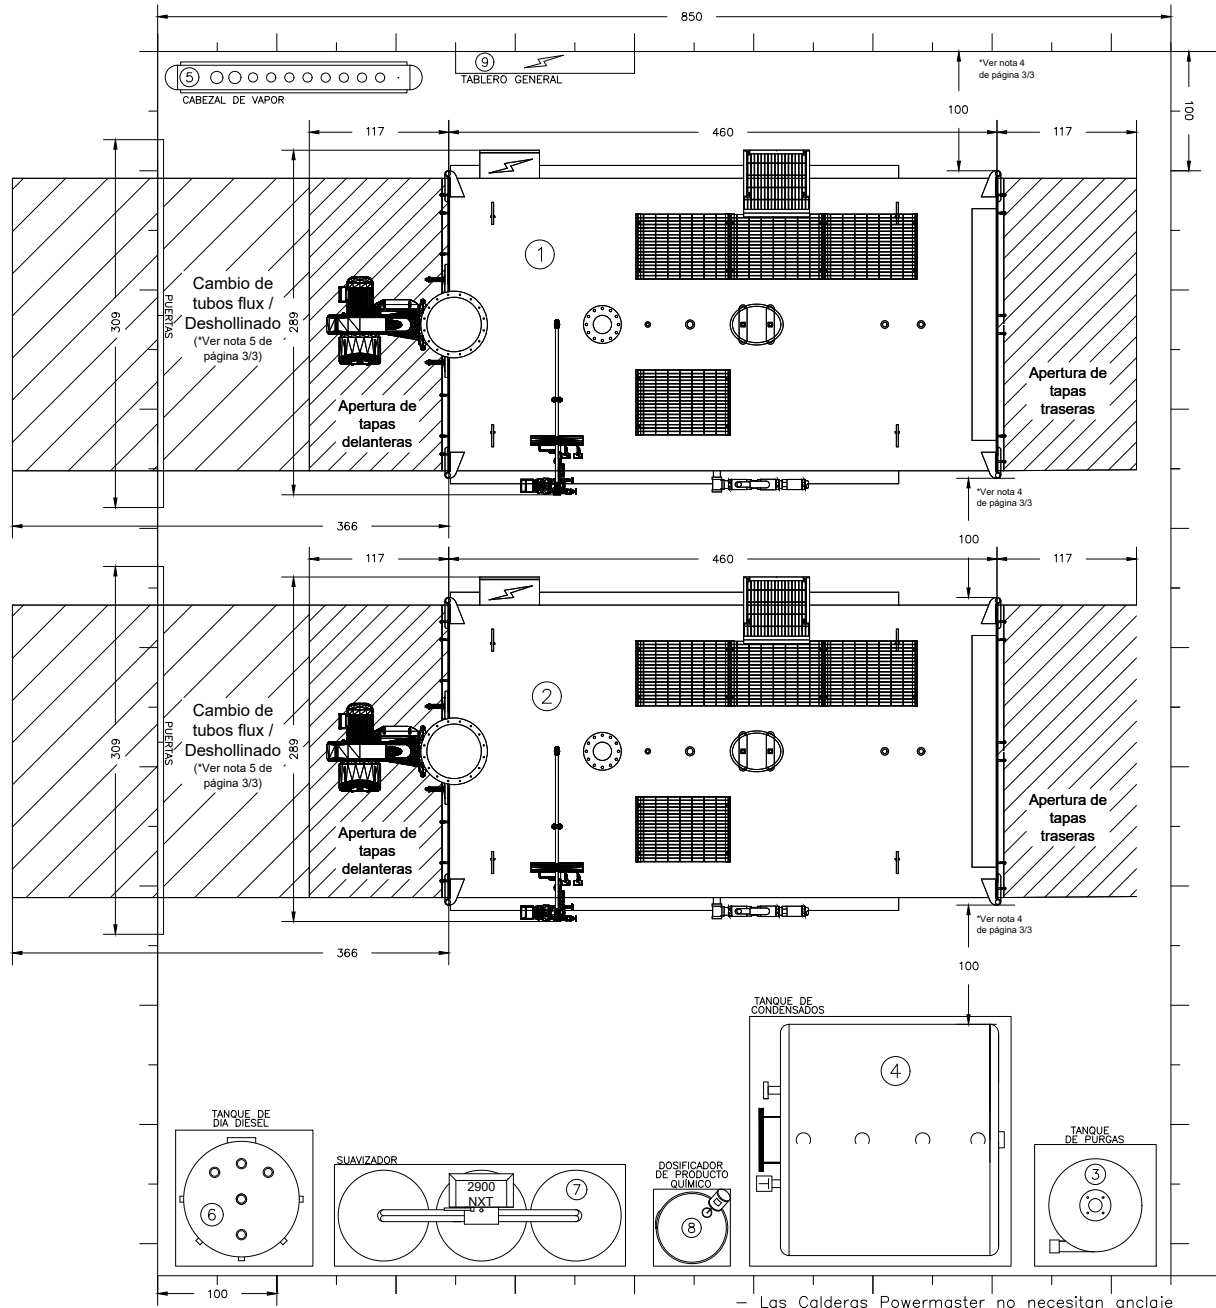 850
5
CABEZAL DE VAPOR
9
TABLERO GENERAL
*Ver nota 4
de página 3/3
100
100
117
460
117
1
309
PUERTAS
Cambio de
tubos flux /
Deshollinado
(*Ver nota 5 de
página 3/3)
289
Apertura de
tapas
delanteras
Apertura de
tapas
traseras
*Ver nota 4
de página 3/3
366
100
117
460
117
2
309
PUERTAS
Cambio de
tubos flux /
Deshollinado
(*Ver nota 5 de
página 3/3)
289
Apertura de
tapas
delanteras
Apertura de
tapas
traseras
*Ver nota 4
de página 3/3
366
100
TANQUE DE
CONDENSADOS
4
TANQUE DE
DIA DIESEL
6
SUAVIZADOR
2900
NXT
7
DOSIFICADOR
DE PRODUCTO
QUÍMICO
8
TANQUE
DE PURGAS
3
100
– Las Calderas Powermaster no necesitan anclaje